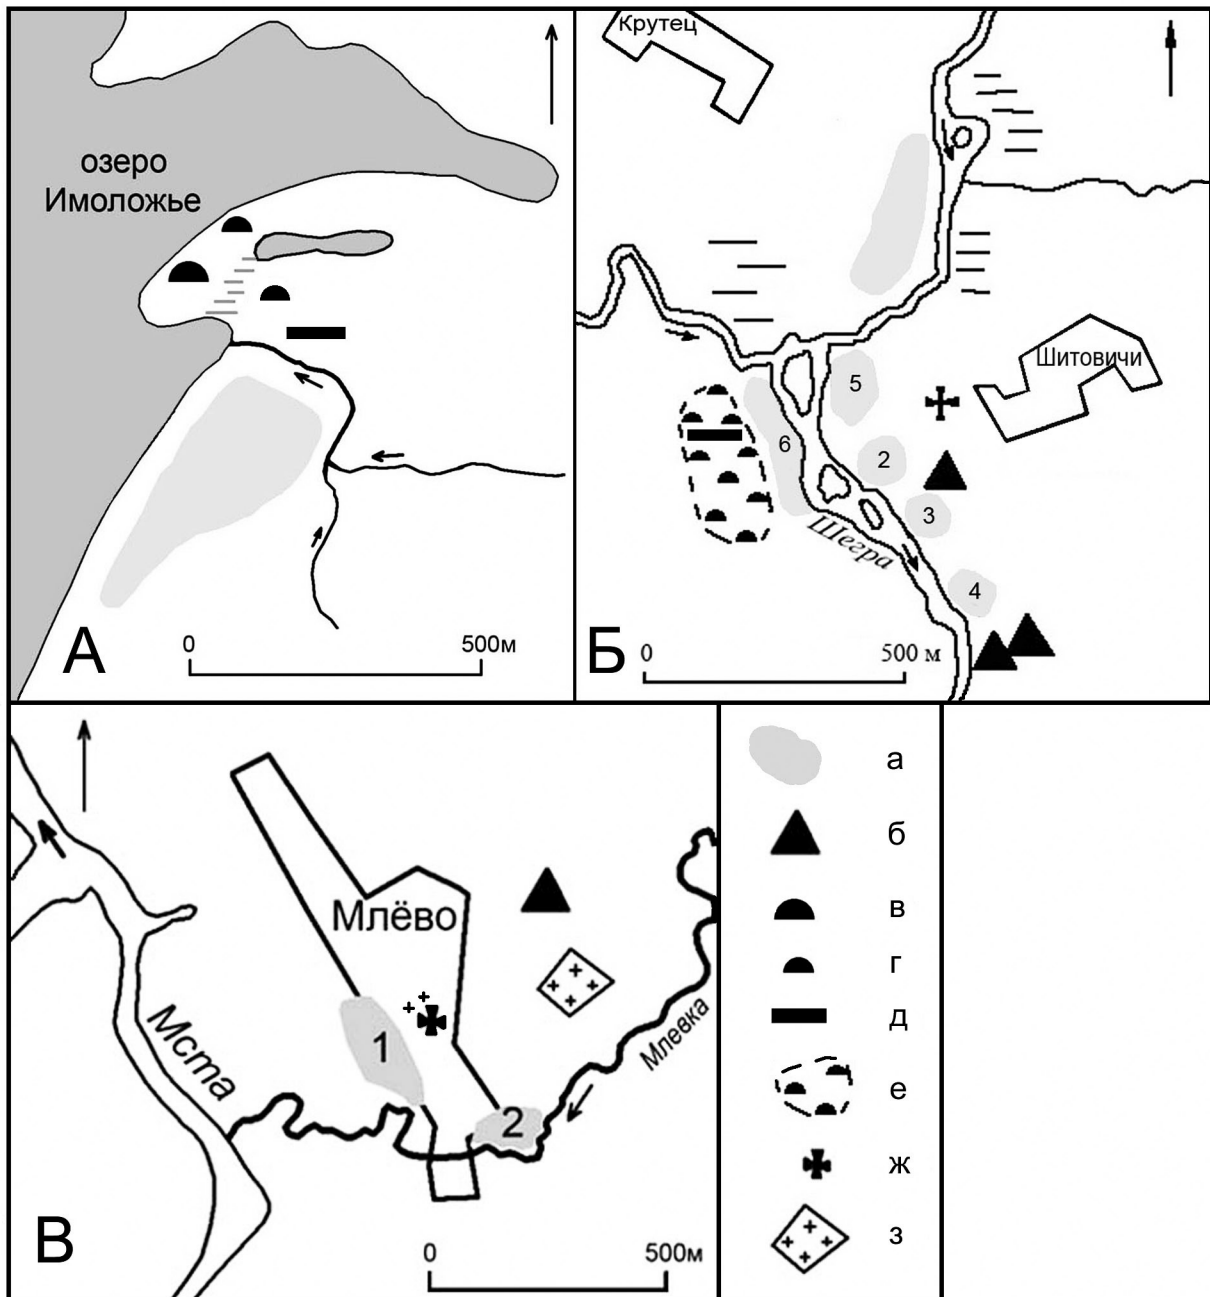 озеро
Имоложье
0
500м
А
Крутец
Шитовичи
5
6
2
3
4
Шегра
0
500 м
Б
Млёво
Мста
Млевка
1
2
0
500м
В
а
б
в
г
д
е
ж
з